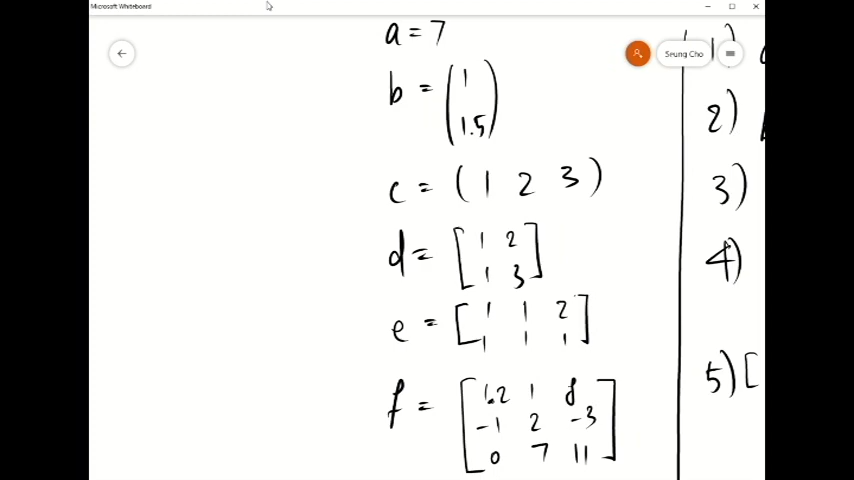 Microsoft Whiteboard
Seung Cho
a = 7
b = ( 1
1.5 )
c = ( 1 2 3 )
d = [ 1 2
1 3 ]
e = [ 1 1 2
1 1 1 ]
f = [ 1.2 1 8
-1 2 -3
0 7 11 ]
1)
2)
3)
4)
5) [